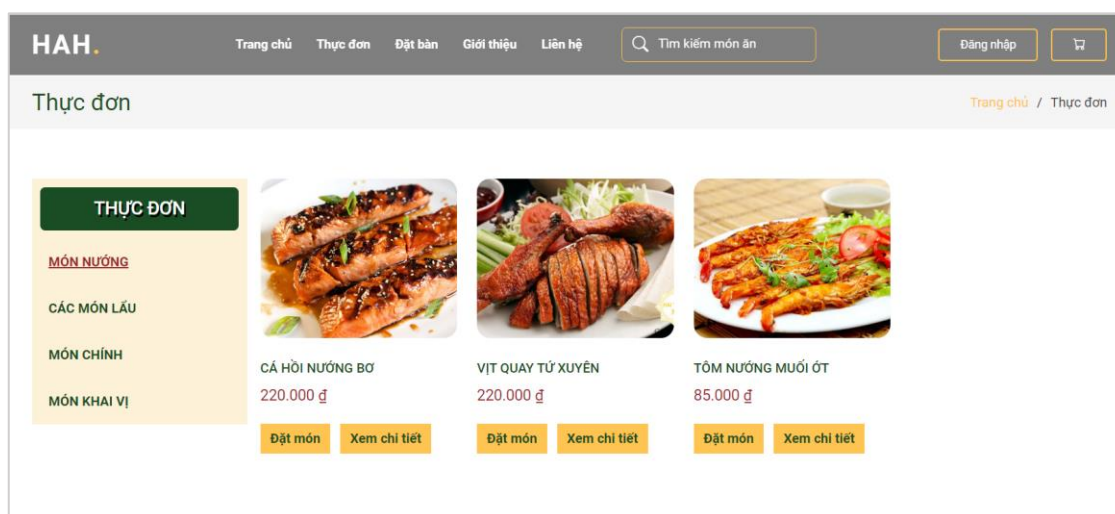 HAH.
Trang chủ Thực đơn Đặt bàn Giới thiệu Liên hệ
Tìm kiếm món ăn
Đăng nhập
Thực đơn
Trang chủ / Thực đơn
THỰC ĐƠN
MÓN NƯỚNG
CÁC MÓN LẨU
MÓN CHÍNH
MÓN KHAI VỊ
CÁ HỒI NƯỚNG BƠ
220.000 ₫
Đặt món Xem chi tiết
VỊT QUAY TỨ XUYÊN
220.000 ₫
Đặt món Xem chi tiết
TÔM NƯỚNG MUỐI ỚT
85.000 ₫
Đặt món Xem chi tiết